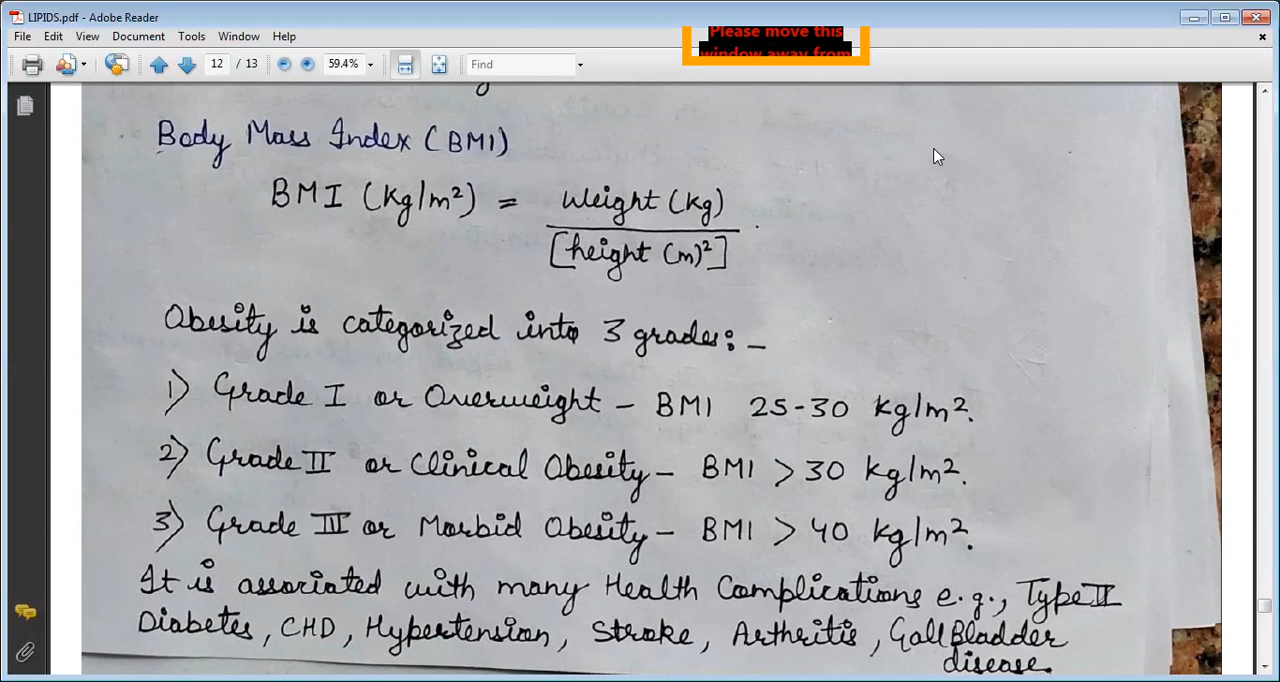 LIPIDS.pdf - Adobe Reader
File Edit View Document Tools Window Help
Please move this
window away from
12 / 13 59.4% Find
Body Mass Index (BMI)
BMI (Kg/m²) = Weight (Kg)
[height (m)²]
Obesity is categorized into 3 grades:-
1) Grade I or Overweight - BMI 25-30 Kg/m².
2) Grade II or Clinical Obesity - BMI > 30 Kg/m².
3) Grade III or Morbid Obesity - BMI > 40 Kg/m².
It is associated with many Health Complications e.g., Type II
Diabetes, CHD, Hypertension, Stroke, Arthritis, Gall Bladder
disease.